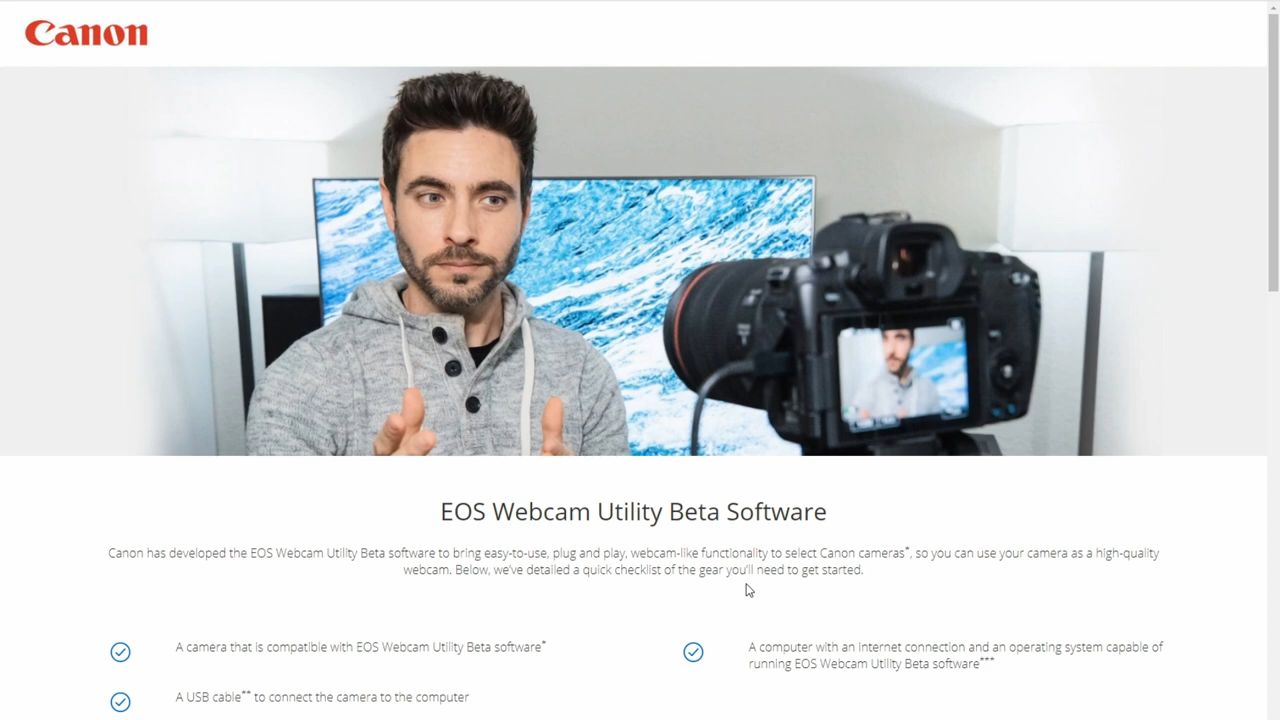 Canon
EOS Webcam Utility Beta Software
Canon has developed the EOS Webcam Utility Beta software to bring easy-to-use, plug and play, webcam-like functionality to select Canon cameras*, so you can use your camera as a high-quality
webcam. Below, we've detailed a quick checklist of the gear you'll need to get started.
A camera that is compatible with EOS Webcam Utility Beta software*
A computer with an internet connection and an operating system capable of
running EOS Webcam Utility Beta software***
A USB cable** to connect the camera to the computer